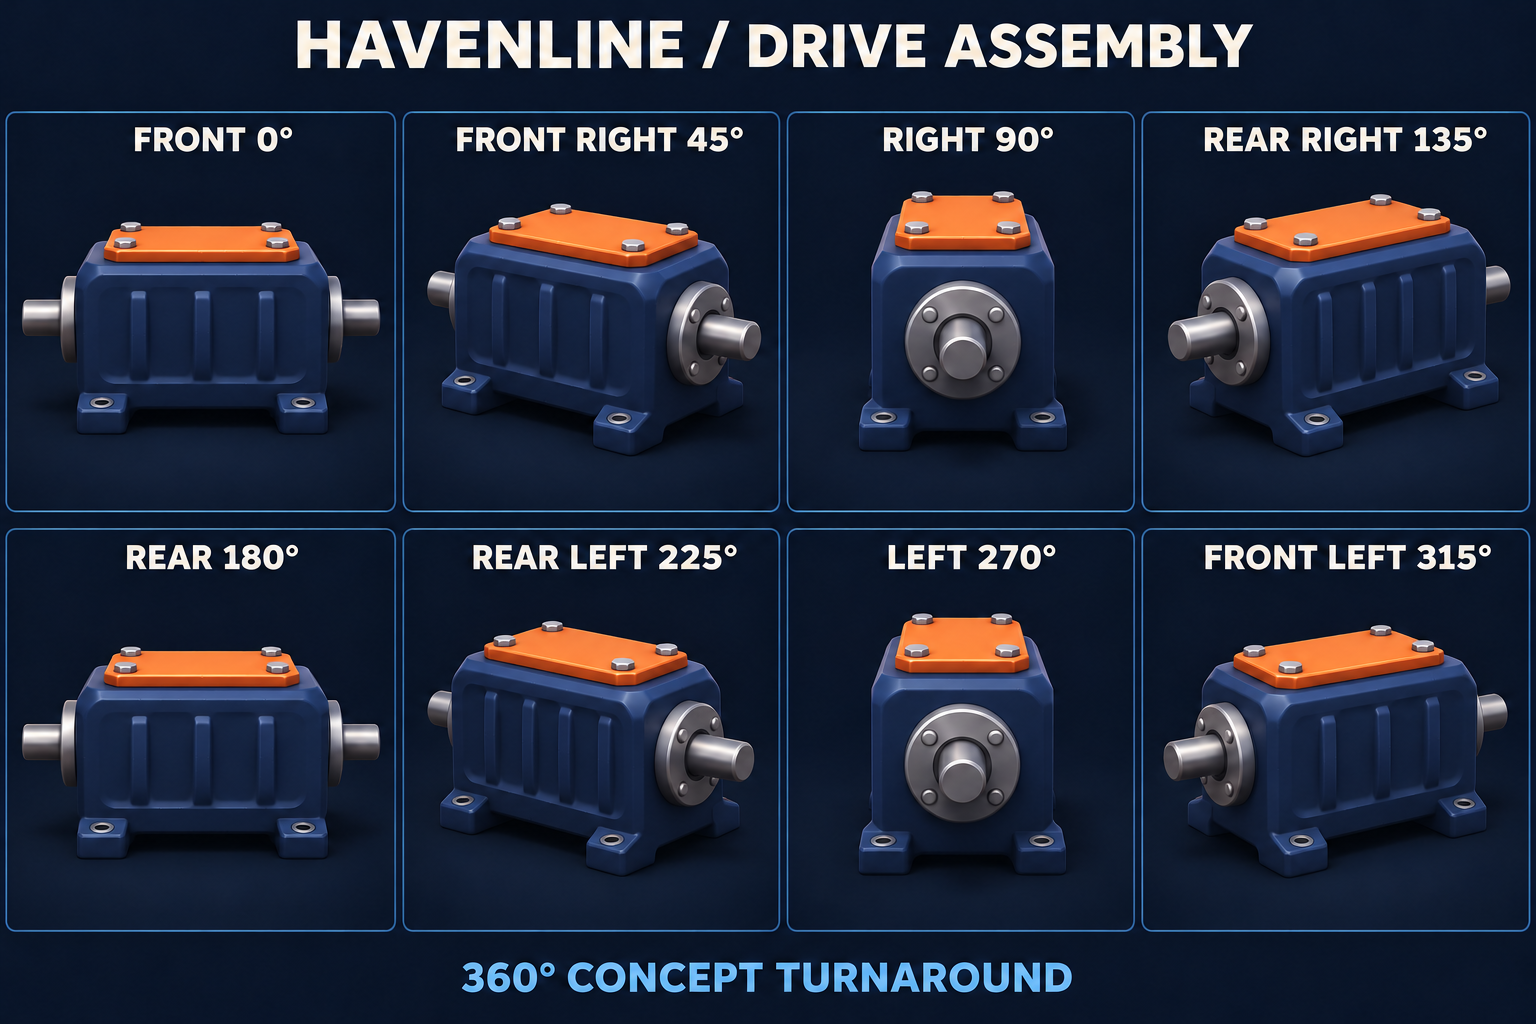 HAVENLINE / DRIVE ASSEMBLY
FRONT 0°
FRONT RIGHT 45°
RIGHT 90°
REAR RIGHT 135°
REAR 180°
REAR LEFT 225°
LEFT 270°
FRONT LEFT 315°
360° CONCEPT TURNAROUND